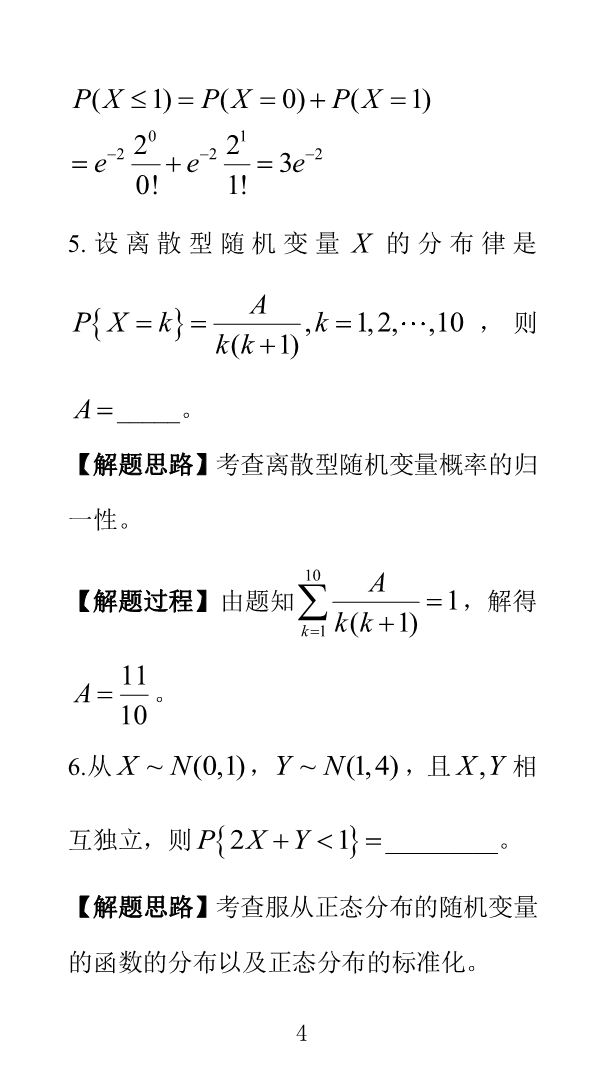 P(X ≤ 1) = P(X = 0) + P(X = 1)
= e^{-2} \frac{2^0}{0!} + e^{-2} \frac{2^1}{1!} = 3e^{-2}
5. 设离散型随机变量 X 的分布律是
P{X = k} = \frac{A}{k(k+1)}, k = 1, 2, ⋯, 10 ，则
A = _____。
【解题思路】考查离散型随机变量概率的归
一性。
【解题过程】由题知 \sum_{k=1}^{10} \frac{A}{k(k+1)} = 1，解得
A = \frac{11}{10}。
6.从 X ~ N(0,1)，Y ~ N(1,4)，且 X,Y 相
互独立，则 P{2X + Y < 1} = _________。
【解题思路】考查服从正态分布的随机变量
的函数的分布以及正态分布的标准化。
4